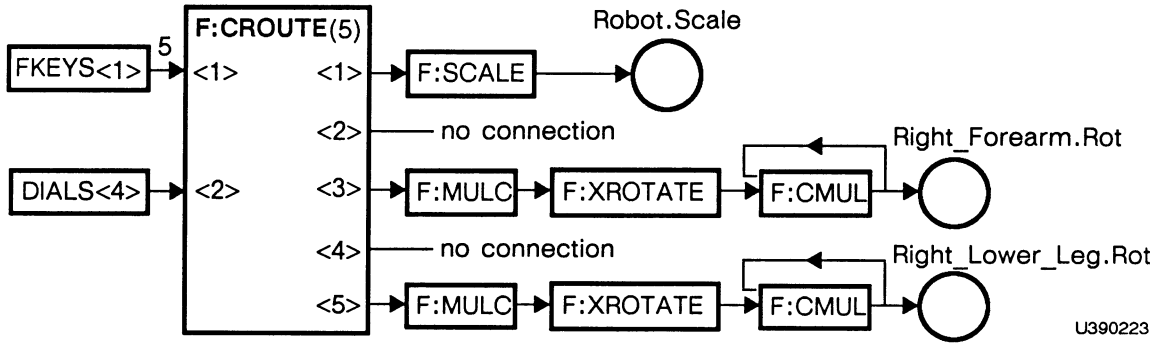 Robot.Scale
F:CROUTE(5)
5
FKEYS<1>
<1>
<1>
F:SCALE
<2>
no connection
Right_Forearm.Rot
DIALS<4>
<2>
<3>
F:MULC
F:XROTATE
F:CMUL
<4>
no connection
Right_Lower_Leg.Rot
<5>
F:MULC
F:XROTATE
F:CMUL
U390223